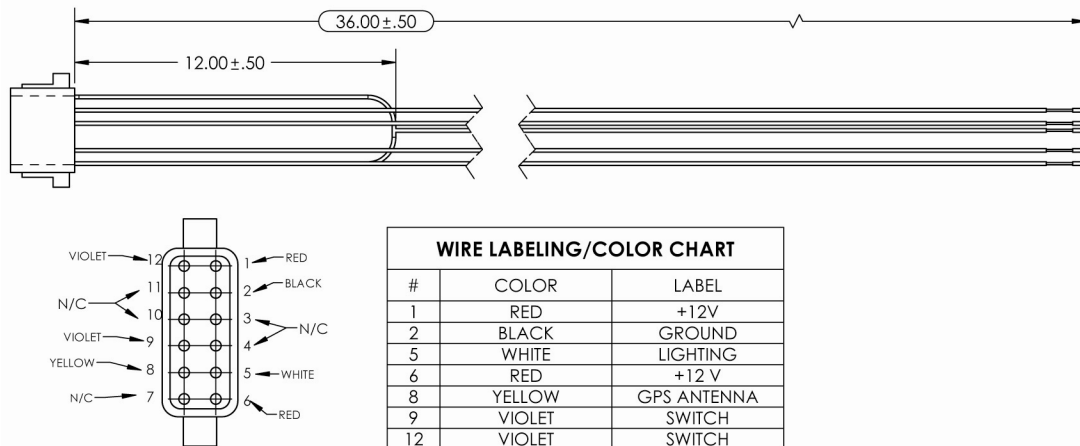 36.00±.50
12.00±.50
VIOLET 12 1 RED
11 2 BLACK
N/C 10 3 N/C
VIOLET 9 4
YELLOW 8 5 WHITE
N/C 7 6 RED
WIRE LABELING/COLOR CHART
# COLOR LABEL
1 RED +12V
2 BLACK GROUND
5 WHITE LIGHTING
6 RED +12 V
8 YELLOW GPS ANTENNA
9 VIOLET SWITCH
12 VIOLET SWITCH